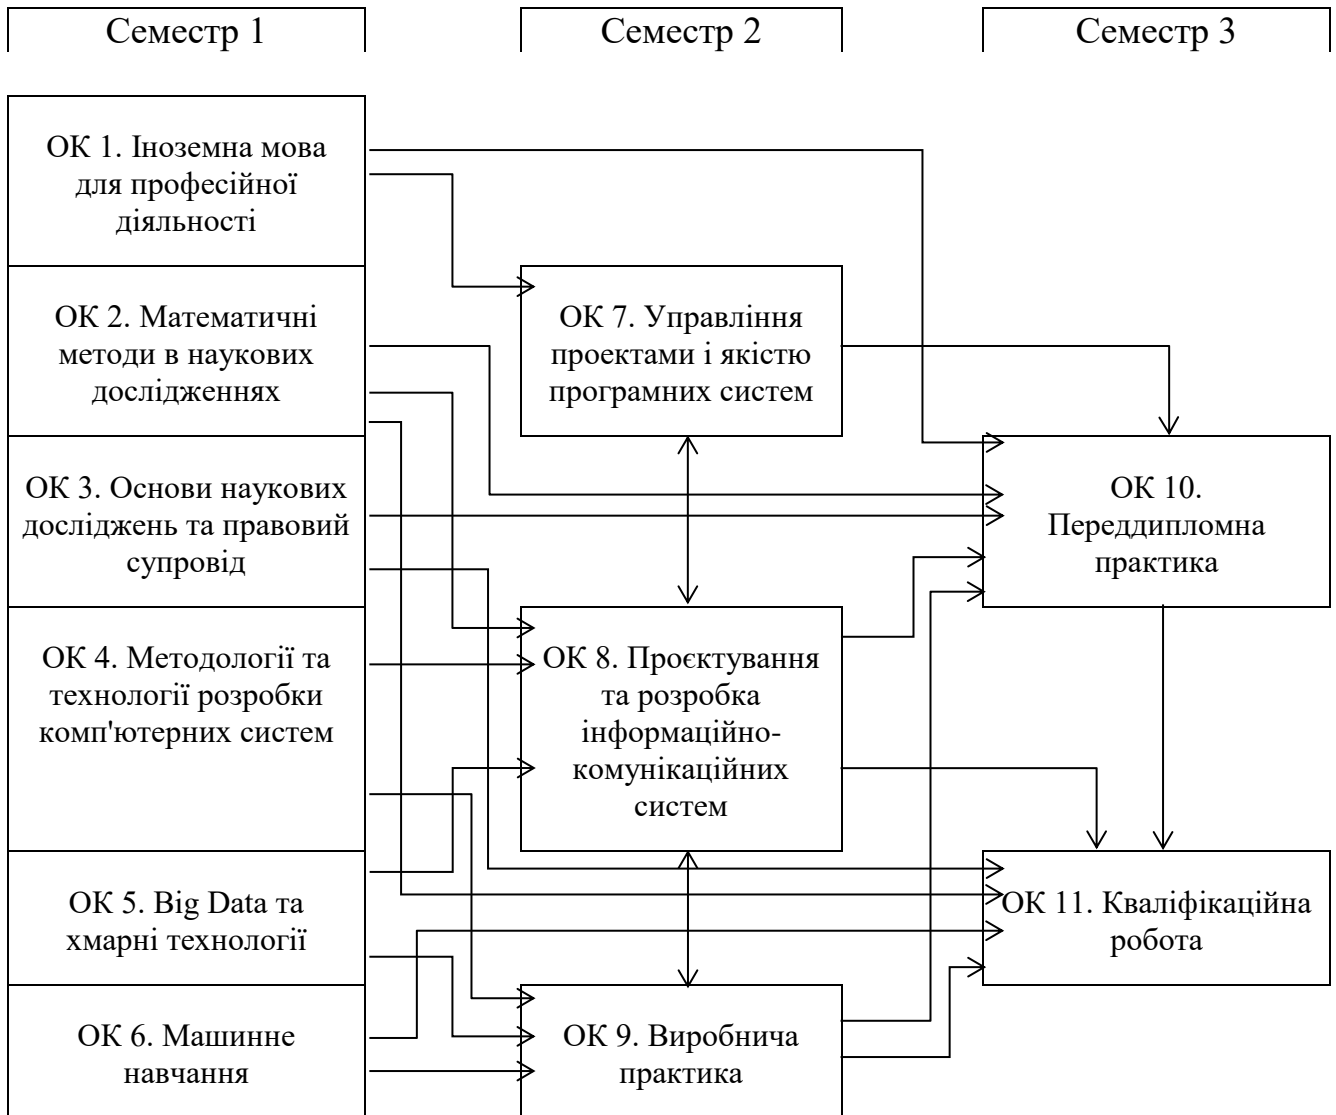 Семестр 1
Семестр 2
Семестр 3
ОК 1. Іноземна мова
для професійної
діяльності
ОК 2. Математичні
методи в наукових
дослідженнях
ОК 3. Основи наукових
досліджень та правовий
супровід
ОК 4. Методології та
технології розробки
комп'ютерних систем
ОК 5. Big Data та
хмарні технології
ОК 6. Машинне
навчання
ОК 7. Управління
проектами і якістю
програмних систем
ОК 8. Проєктування
та розробка
інформаційно-
комунікаційних
систем
ОК 9. Виробнича
практика
ОК 10.
Переддипломна
практика
ОК 11. Кваліфікаційна
робота